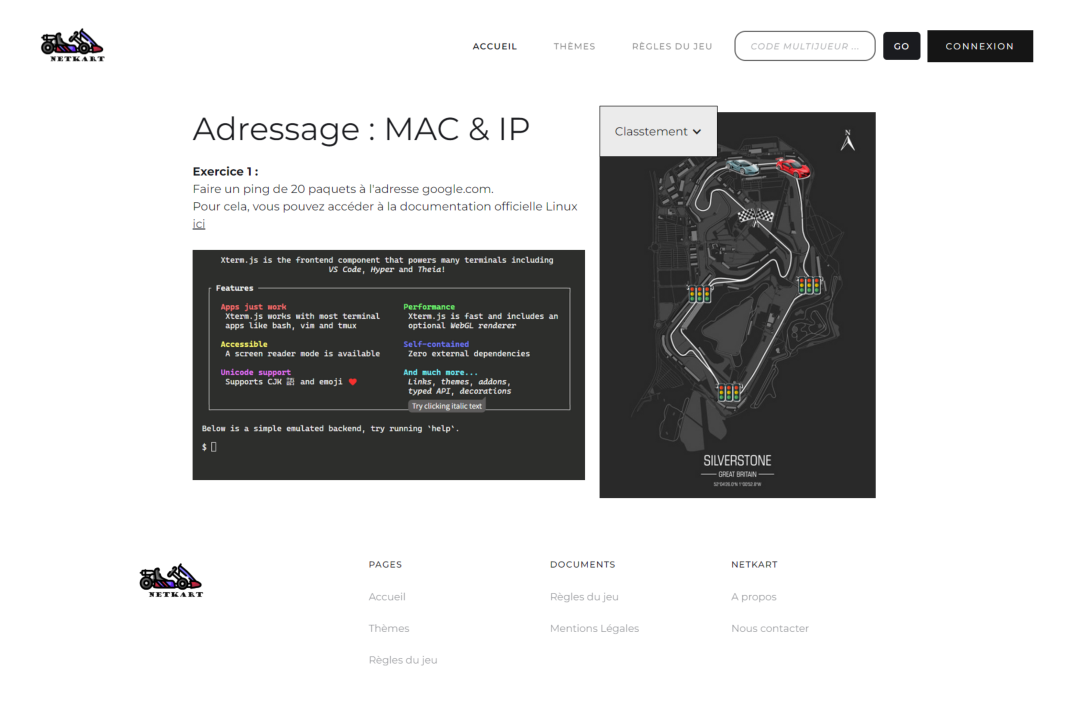 NETKART
ACCUEIL
THÈMES
RÈGLES DU JEU
CODE MULTIJUEUR ...
GO
CONNEXION
Adressage : MAC & IP
Classtement
N
Exercice 1 :
Faire un ping de 20 paquets à l'adresse google.com.
Pour cela, vous pouvez accéder à la documentation officielle Linux
ici
Xterm.js is the frontend component that powers many terminals including
VS Code, Hyper and Theia!
Features
Apps just work
Xterm.js works with most terminal
apps like bash, vim and tmux
Accessible
A screen reader mode is available
Unicode support
Supports CJK and emoji ❤
Performance
Xterm.js is fast and includes an
optional WebGL renderer
Self-contained
Zero external dependencies
And much more...
Links, themes, addons,
typed API, decorations
Try clicking italic text
Below is a simple emulated backend, try running 'help'.
$
SILVERSTONE
GREAT BRITAIN
NETKART
PAGES
Accueil
Thèmes
Règles du jeu
DOCUMENTS
Règles du jeu
Mentions Légales
NETKART
A propos
Nous contacter